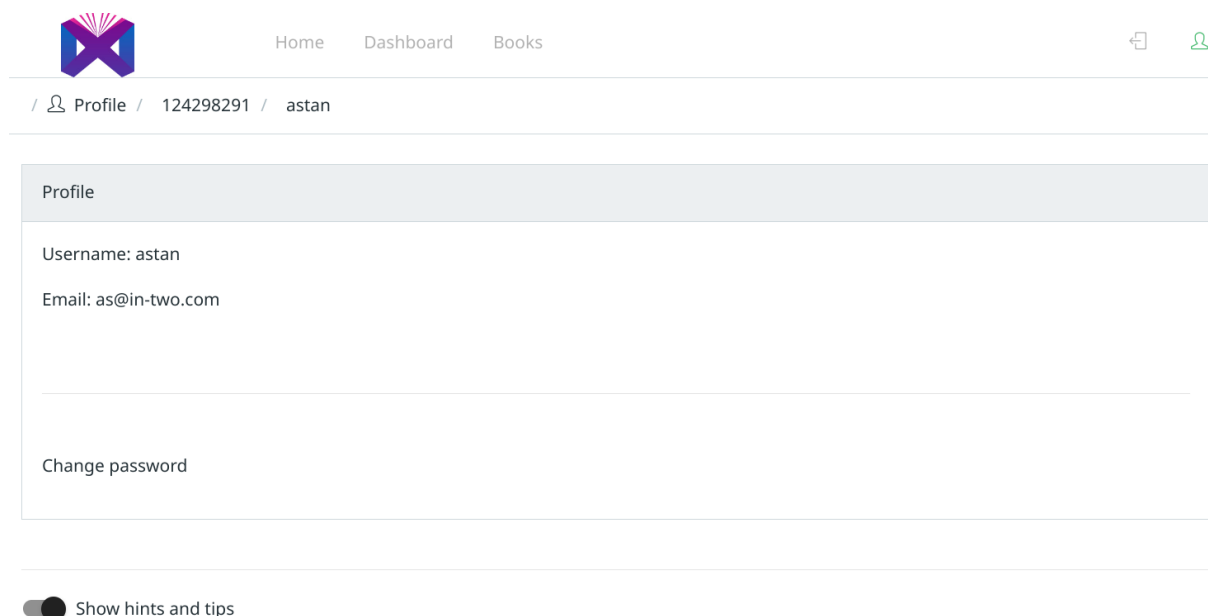 Home Dashboard Books
/ Profile / 124298291 / astan
Profile
Username: astan
Email: as@in-two.com
Change password
Show hints and tips